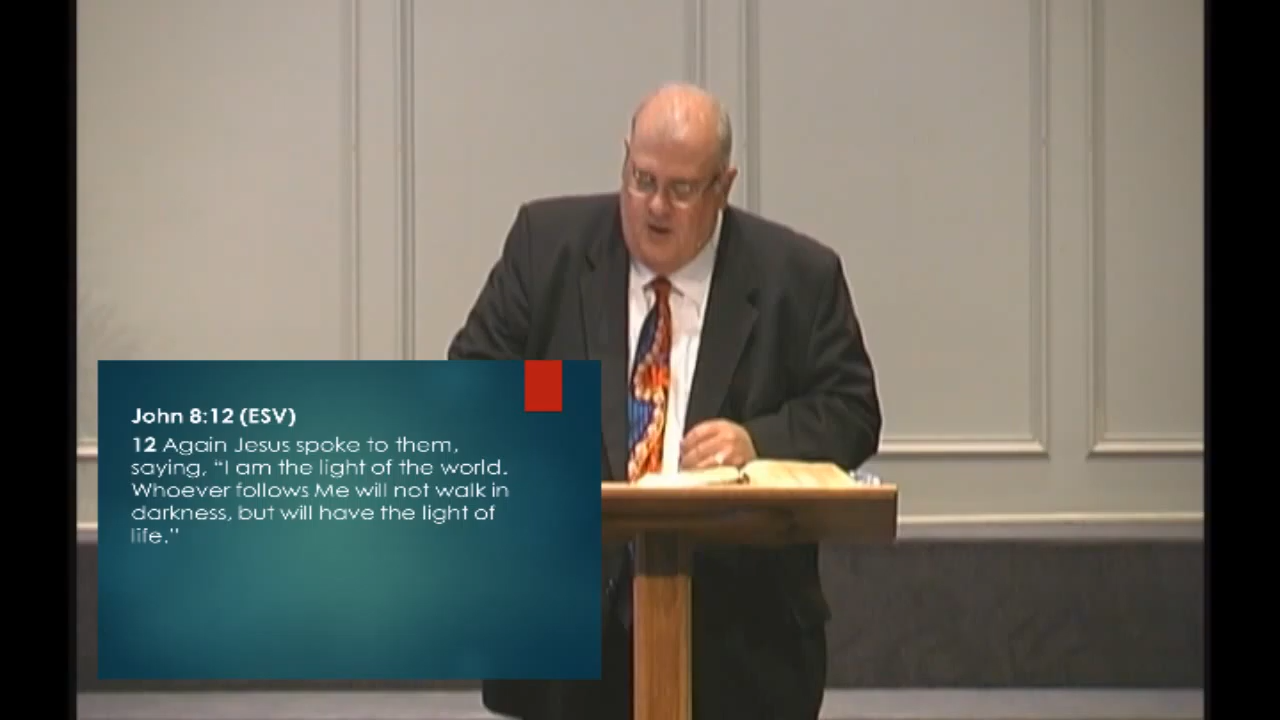 John 8:12 (ESV)
12 Again Jesus spoke to them,
saying, “I am the light of the world.
Whoever follows Me will not walk in
darkness, but will have the light of
life.”